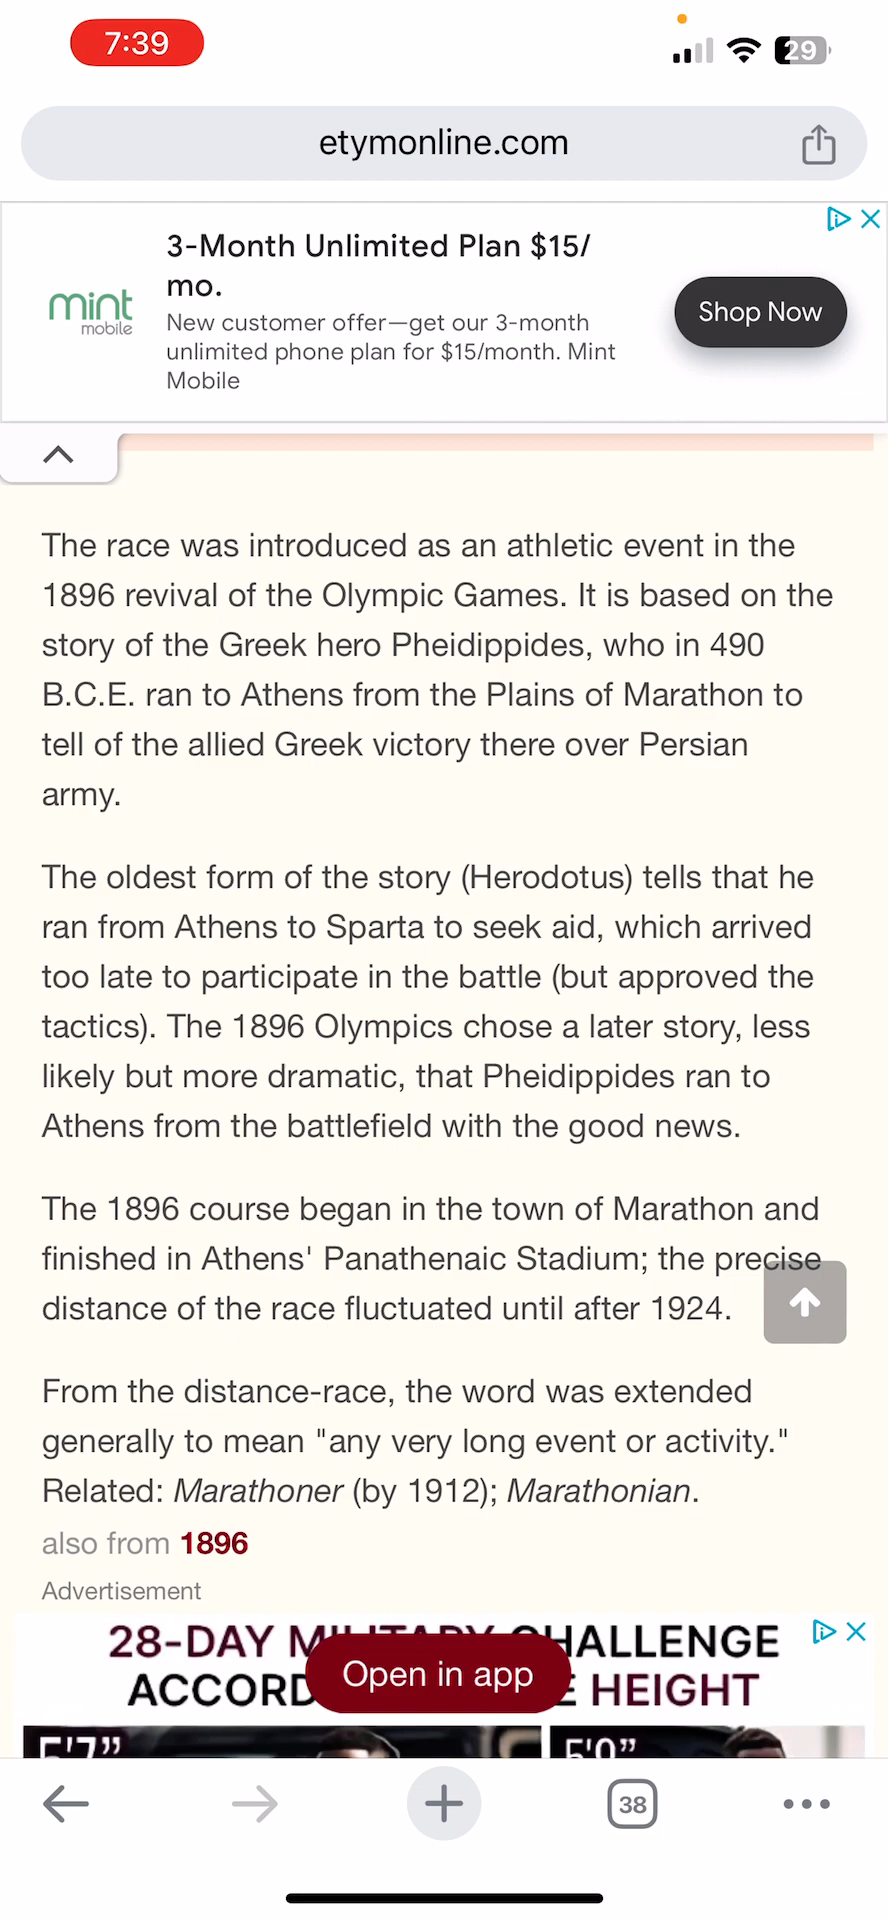 7:39
29
etymonline.com
3-Month Unlimited Plan $15/
mo.
mint
mobile
New customer offer—get our 3-month
unlimited phone plan for $15/month. Mint
Mobile
Shop Now
The race was introduced as an athletic event in the
1896 revival of the Olympic Games. It is based on the
story of the Greek hero Pheidippides, who in 490
B.C.E. ran to Athens from the Plains of Marathon to
tell of the allied Greek victory there over Persian
army.
The oldest form of the story (Herodotus) tells that he
ran from Athens to Sparta to seek aid, which arrived
too late to participate in the battle (but approved the
tactics). The 1896 Olympics chose a later story, less
likely but more dramatic, that Pheidippides ran to
Athens from the battlefield with the good news.
The 1896 course began in the town of Marathon and
finished in Athens' Panathenaic Stadium; the precise
distance of the race fluctuated until after 1924.
From the distance-race, the word was extended
generally to mean "any very long event or activity."
Related: Marathoner (by 1912); Marathonian.
also from 1896
Advertisement
28-DAY MILITARY CHALLENGE
ACCORD HEIGHT
Open in app
5'7”
38